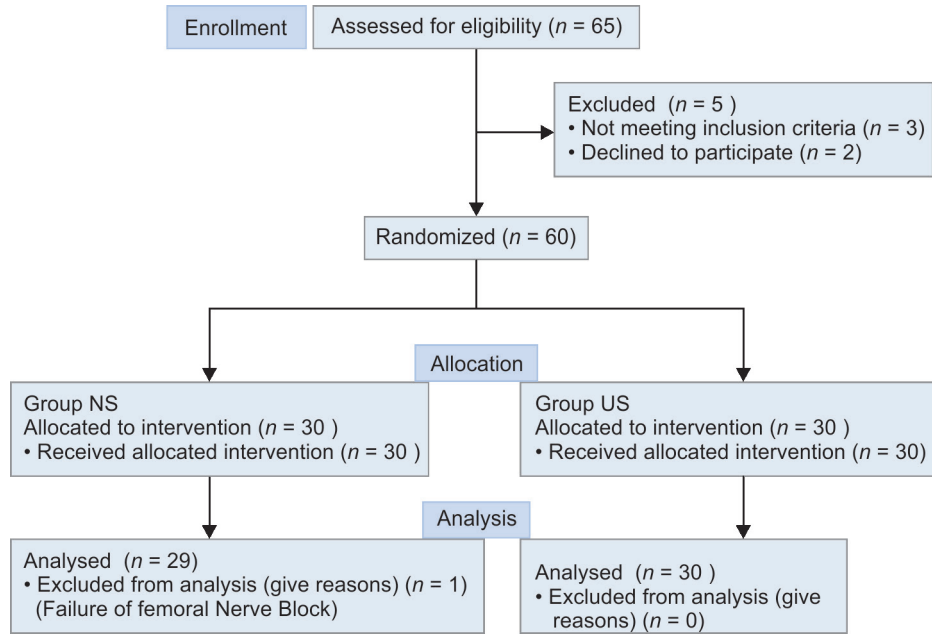 Enrollment
Assessed for eligibility (n = 65)
Excluded (n = 5 )
• Not meeting inclusion criteria (n = 3)
• Declined to participate (n = 2)
Randomized (n = 60)
Allocation
Group NS
Allocated to intervention (n = 30 )
• Received allocated intervention (n = 30 )
Group US
Allocated to intervention (n = 30 )
• Received allocated intervention (n = 30)
Analysis
Analysed (n = 29)
• Excluded from analysis (give reasons) (n = 1)
(Failure of femoral Nerve Block)
Analysed (n = 30 )
• Excluded from analysis (give
reasons) (n = 0)